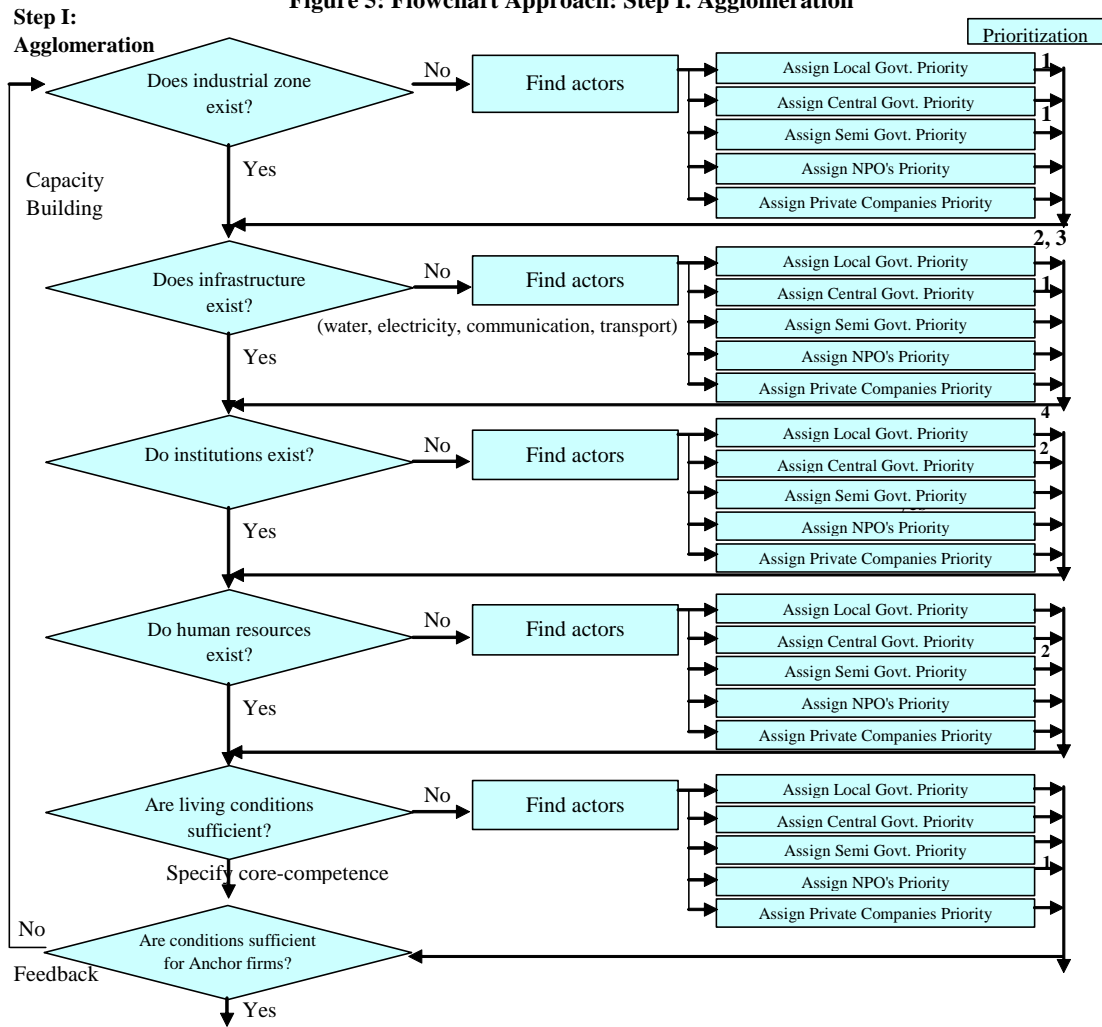 Figure 5: Flowchart Approach: Step I. Agglomeration
Step I:
Agglomeration
Prioritization
Does industrial zone
exist?
No
Find actors
Assign Local Govt. Priority
1
Assign Central Govt. Priority
1
Assign Semi Govt. Priority
Assign NPO's Priority
Assign Private Companies Priority
Yes
Capacity
Building
2, 3
Does infrastructure
exist?
No
Find actors
(water, electricity, communication, transport)
Assign Local Govt. Priority
1
Assign Central Govt. Priority
Assign Semi Govt. Priority
Assign NPO's Priority
Assign Private Companies Priority
Yes
4
Do institutions exist?
No
Find actors
Assign Local Govt. Priority
2
Assign Central Govt. Priority
Assign Semi Govt. Priority
Assign NPO's Priority
Assign Private Companies Priority
Yes
Do human resources
exist?
No
Find actors
Assign Local Govt. Priority
Assign Central Govt. Priority
2
Assign Semi Govt. Priority
Assign NPO's Priority
Assign Private Companies Priority
Yes
Are living conditions
sufficient?
No
Find actors
Assign Local Govt. Priority
Assign Central Govt. Priority
Assign Semi Govt. Priority
1
Assign NPO's Priority
Assign Private Companies Priority
Specify core-competence
No
Feedback
Are conditions sufficient
for Anchor firms?
Yes